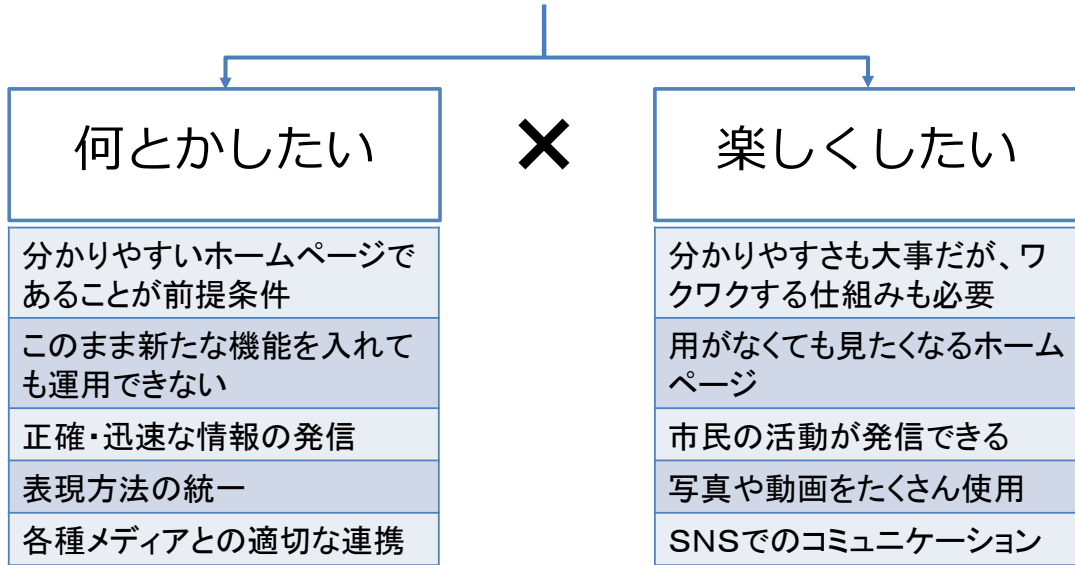 何とかしたい
×
楽しくしたい
分かりやすいホームページで
あることが前提条件
このまま新たな機能を入れて
も運用できない
正確・迅速な情報の発信
表現方法の統一
各種メディアとの適切な連携
分かりやすさも大事だが、ワ
クワクする仕組みも必要
用がなくても見たくなるホーム
ページ
市民の活動が発信できる
写真や動画をたくさん使用
SNSでのコミュニケーション